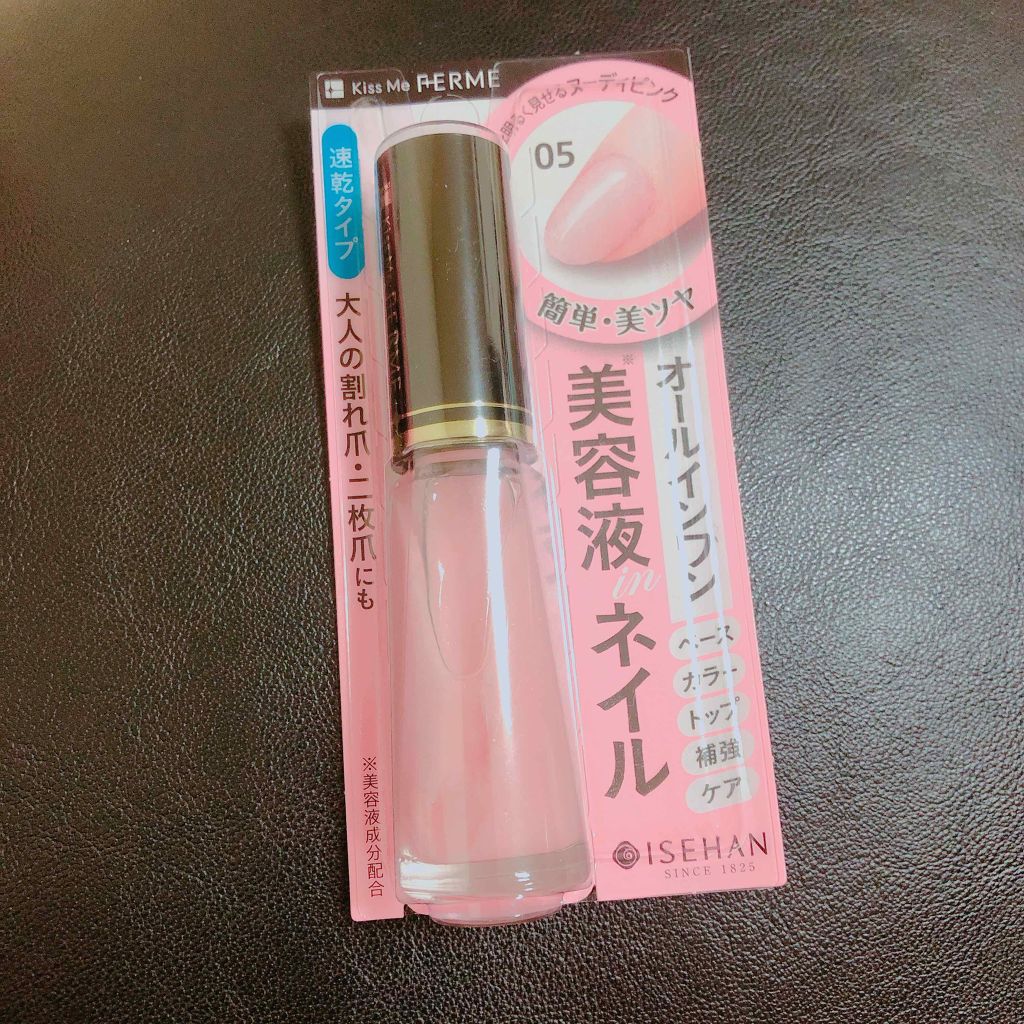 Kiss Me FERME
速乾タイプ
大人の割れ爪・二枚爪にも
※美容液成分配合
明るく見せるヌーディピンク
05
簡単・美ツヤ
オールインワン
※美容液
in
ネイル
ベース
カラー
トップ
補強
ケア
ISEHAN
SINCE 1825